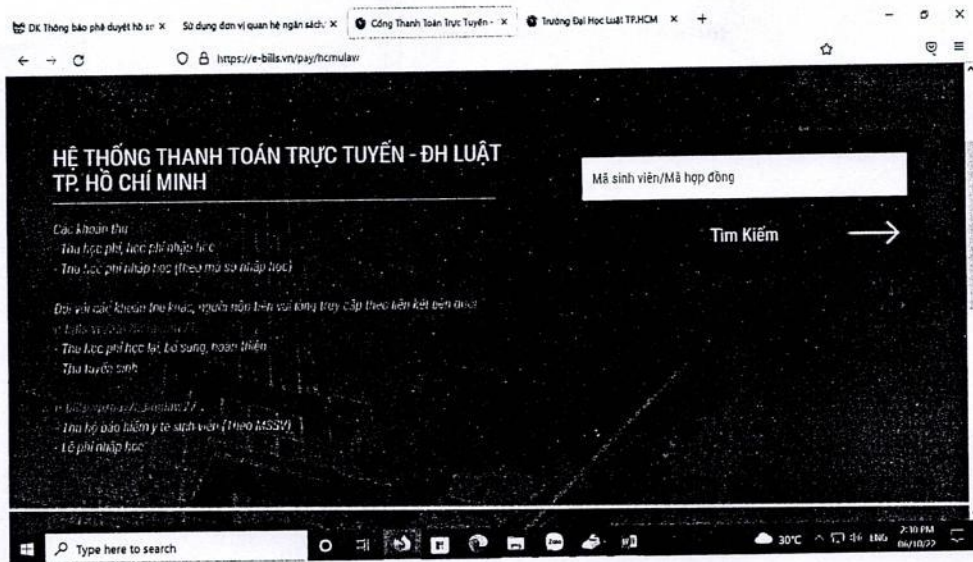 DK Thông báo phê duyệt hồ sơ
Sử dụng đơn vị quan hệ ngân sách,
Cổng Thanh Toán Trực Tuyến -
Trường Đại Học Luật TP.HCM
https://e-bills.vn/pay/hcmulaw
HỆ THỐNG THANH TOÁN TRỰC TUYẾN - ĐH LUẬT
TP. HỒ CHÍ MINH
Mã sinh viên/Mã hợp đồng
Tìm Kiếm
Các khoản thu
- Thu học phí, học phí nhập học
- Thu học phí nhập học (theo mã số nhập học)
Đối với các khoản thu khác, người nộp tiền vui lòng truy cập theo liên kết bên dưới
- Thu học phí học lại, bổ sung, hoàn thiện
- Thu tuyển sinh
- Thu hộ bảo hiểm y tế sinh viên (Theo MSSV)
- Lệ phí nhập học
Type here to search
30°C
ENG
2:30 PM
06/10/22